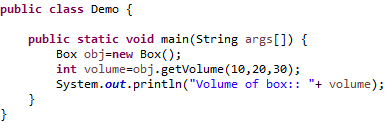 public class Demo {
public static void main(String args[]) {
Box obj=new Box();
int volume=obj.getVolume(10,20,30);
System.out.println("Volume of box:: "+ volume);
}
}